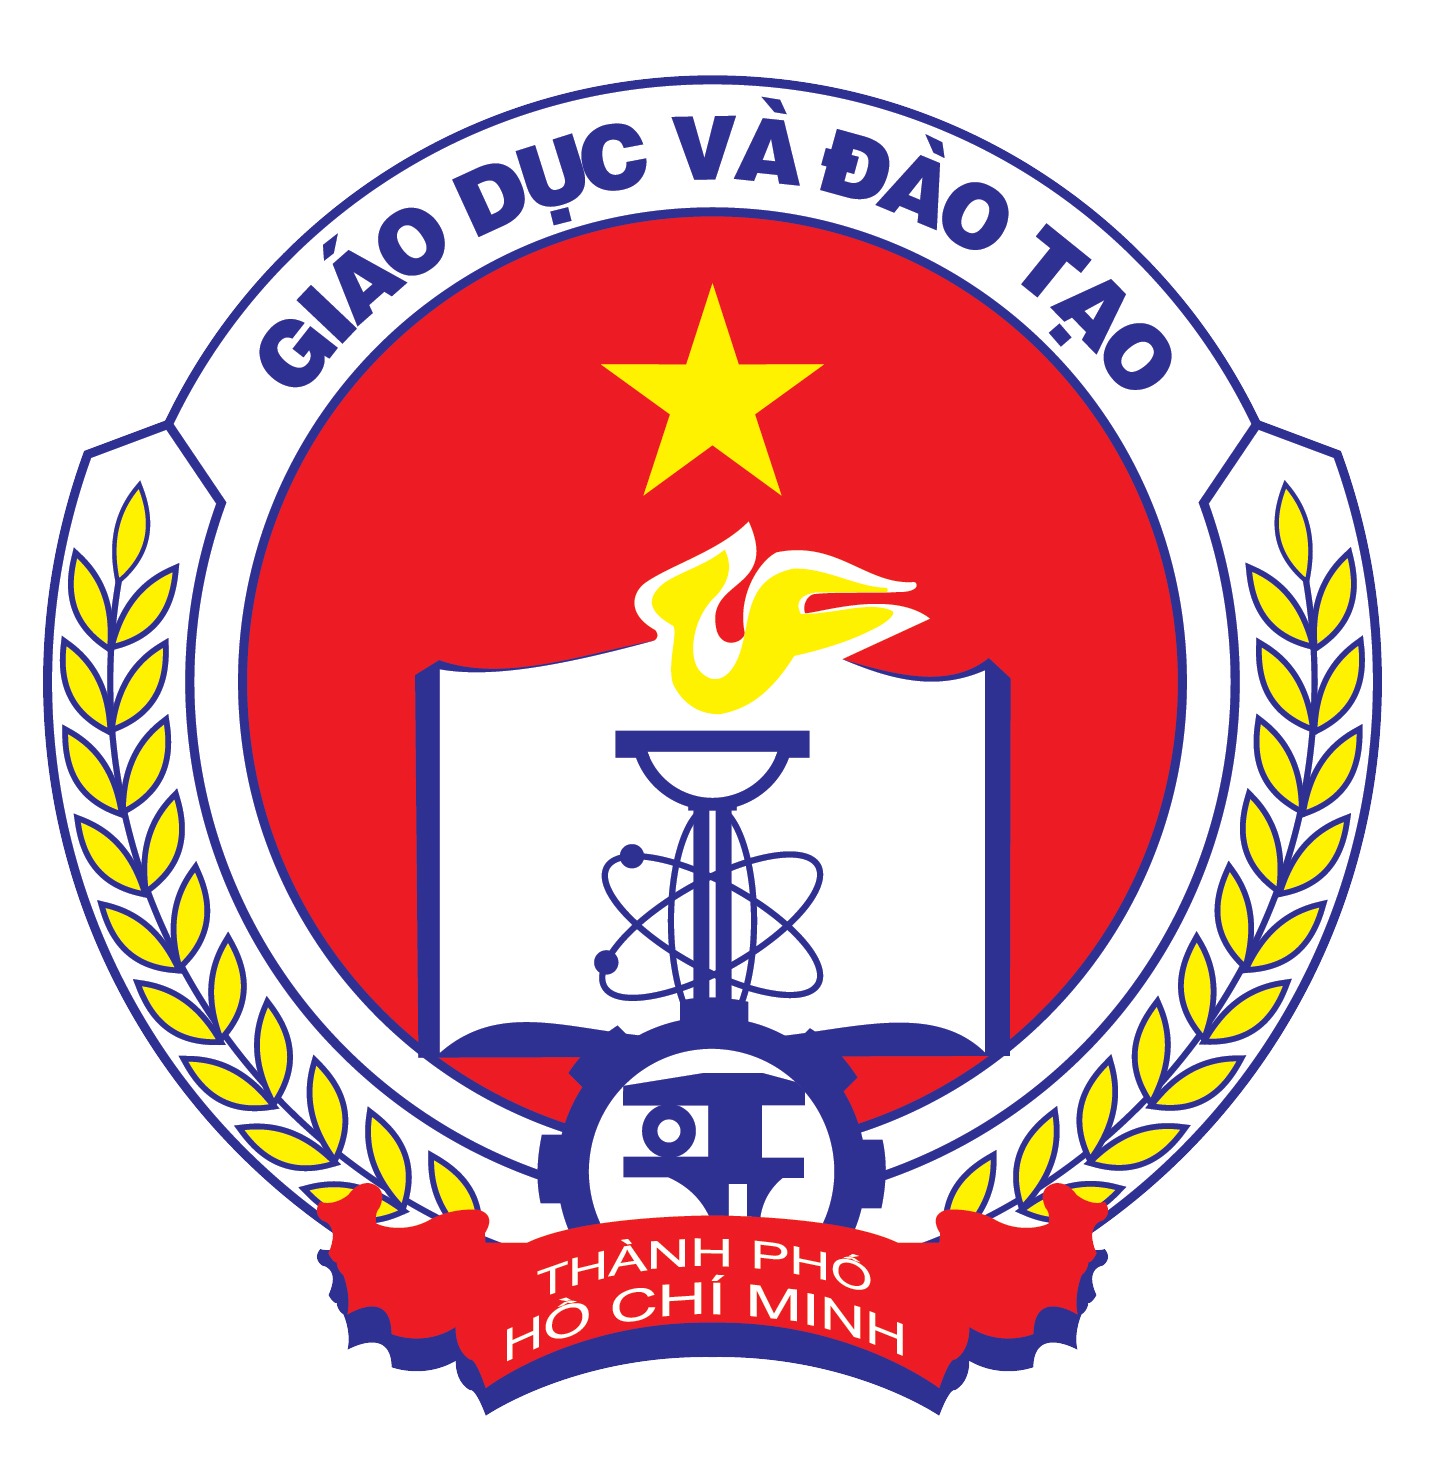 GIÁO DỤC VÀ ĐÀO TẠO
THÀNH PHỐ
HỒ CHÍ MINH